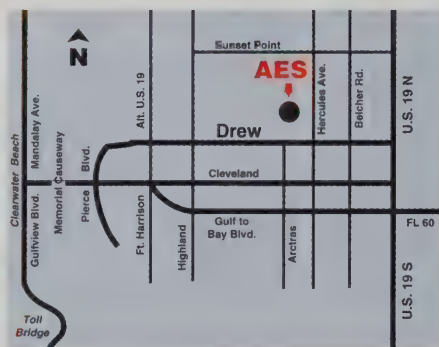 N
Sunset Point
AES
Alt. U.S. 19
Hercules Ave.
Belcher Rd.
U.S. 19 N
Mandalay Ave.
Drew
Clearwater Beach
Memorial Causeway
Pierce Blvd.
Cleveland
Gulfview Blvd.
Ft. Harrison
Highland
Gulf to
Bay Blvd.
Arctras
FL 60
U.S. 19 S
Toll
Bridge